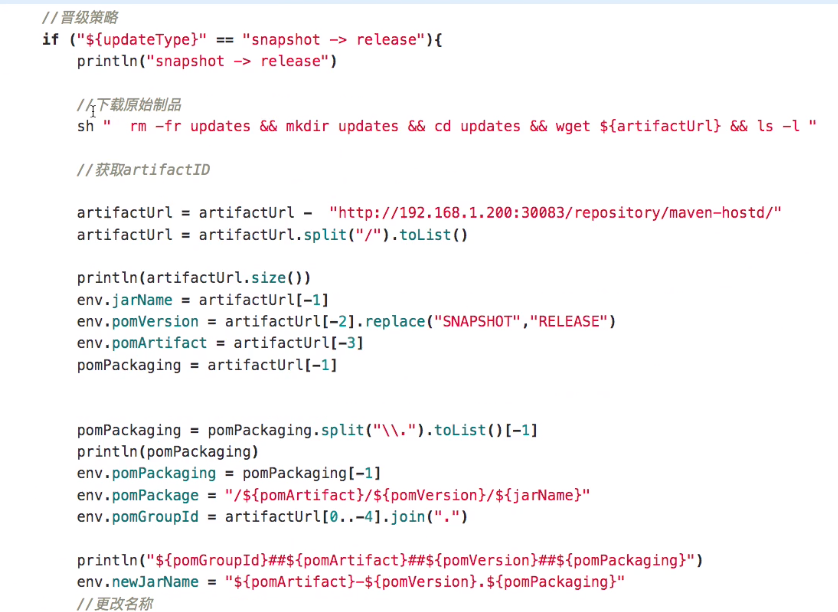 //晋级策略
if ("${updateType}" == "snapshot -> release"){
println("snapshot -> release")
//下载原始制品
sh "  rm -fr updates && mkdir updates && cd updates && wget ${artifactUrl} && ls -l "
//获取artifactID
artifactUrl = artifactUrl -  "http://192.168.1.200:30083/repository/maven-hostd/"
artifactUrl = artifactUrl.split("/").toList()
println(artifactUrl.size())
env.jarName = artifactUrl[-1]
env.pomVersion = artifactUrl[-2].replace("SNAPSHOT","RELEASE")
env.pomArtifact = artifactUrl[-3]
pomPackaging = artifactUrl[-1]
pomPackaging = pomPackaging.split("\\.").toList()[-1]
println(pomPackaging)
env.pomPackaging = pomPackaging[-1]
env.pomPackage = "/${pomArtifact}/${pomVersion}/${jarName}"
env.pomGroupId = artifactUrl[0..-4].join(".")
println("${pomGroupId}##${pomArtifact}##${pomVersion}##${pomPackaging}")
env.newJarName = "${pomArtifact}-${pomVersion}.${pomPackaging}"
//更改名称